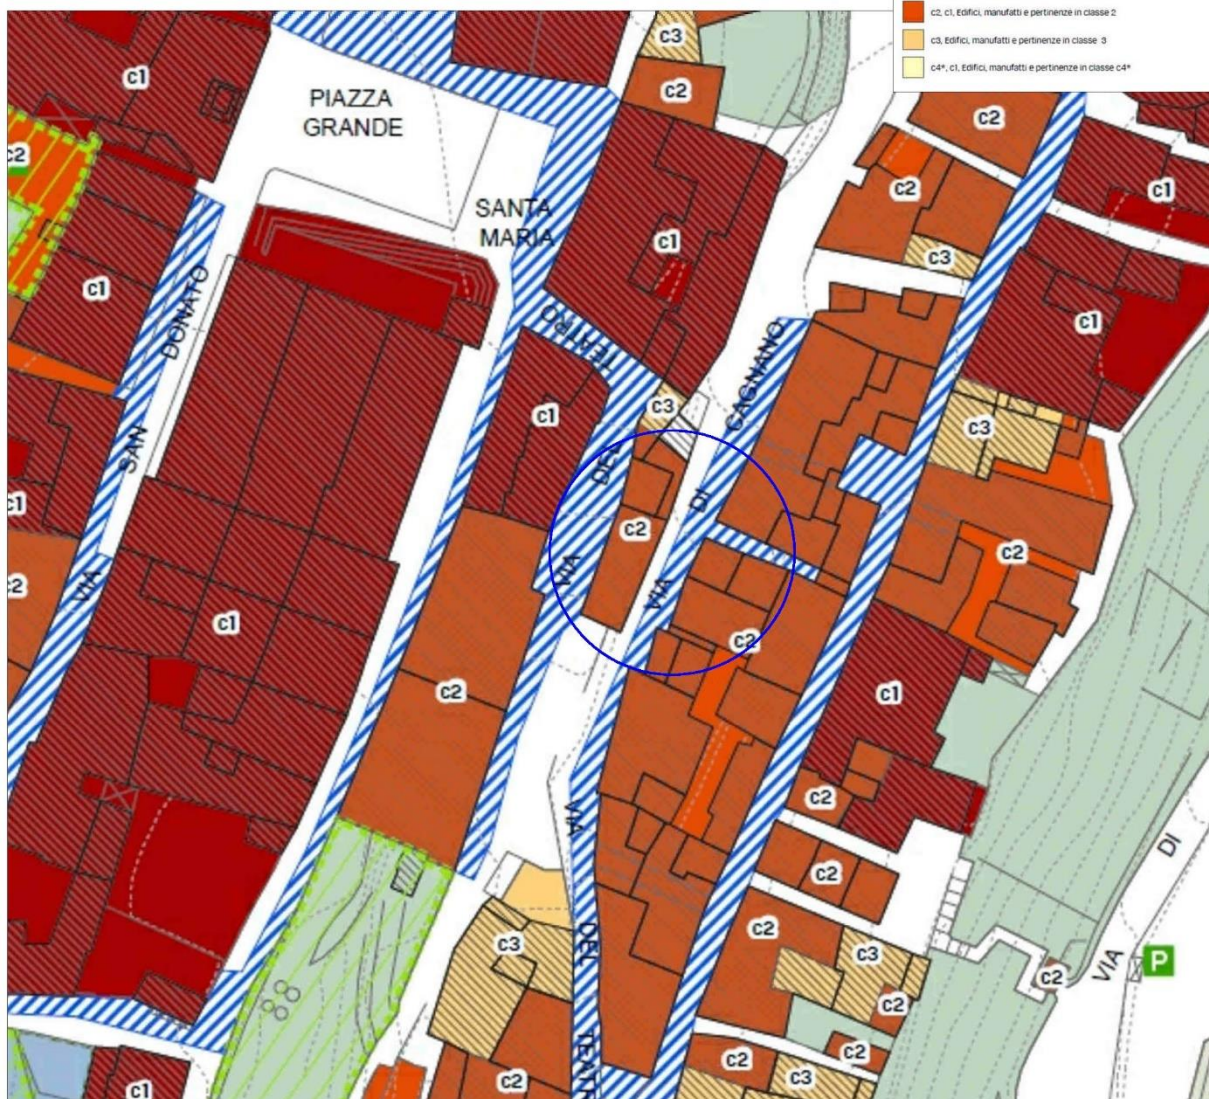 c2, c1, Edifici, manufatti e pertinenze in classe 2
c3, Edifici, manufatti e pertinenze in classe 3
c4*, c1, Edifici, manufatti e pertinenze in classe c4*
c3
c1
c2
PIAZZA
GRANDE
c2
c2
c2
c1
SANTA
MARIA
c1
c3
c1
SAN DONATO
VIA
TEATRO
DEL
VIA
CAGNANO
DI
VIA
c1
c3
c1
c3
c1
c2
c2
c2
c1
c2
c2
c1
c2
c2
VIA
DEL
TEATR
c2
c3
c2
c3
c2
VIA
DI
P
c2
c2
c2
c3
c1
c2